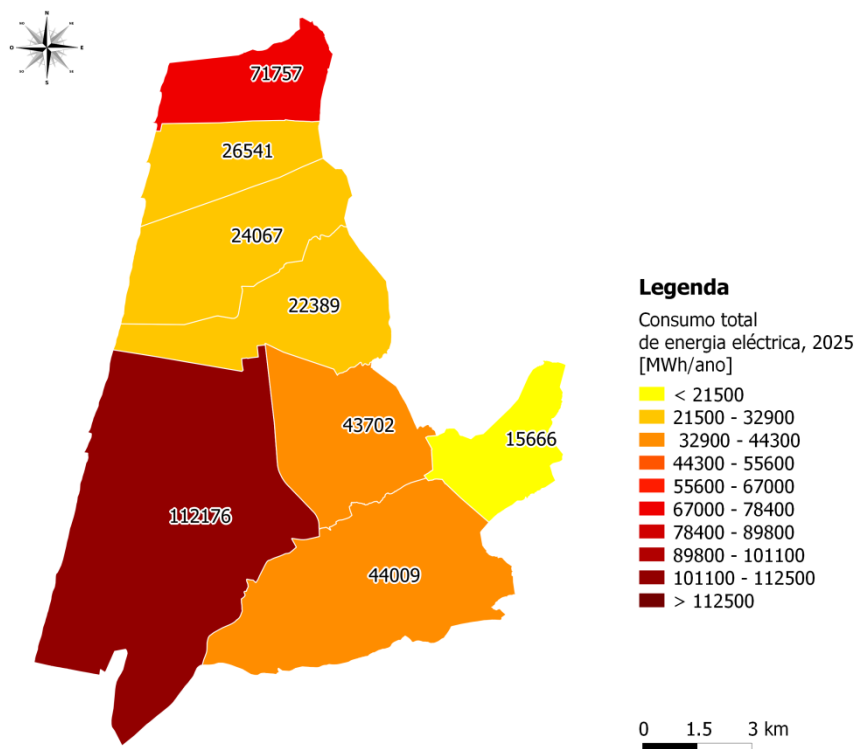 N
O
E
S
71757
26541
24067
22389
43702
15666
112176
44009
Legenda
Consumo total
de energia eléctrica, 2025
[MWh/ano]
< 21500
21500 - 32900
32900 - 44300
44300 - 55600
55600 - 67000
67000 - 78400
78400 - 89800
89800 - 101100
101100 - 112500
> 112500
0 1.5 3 km